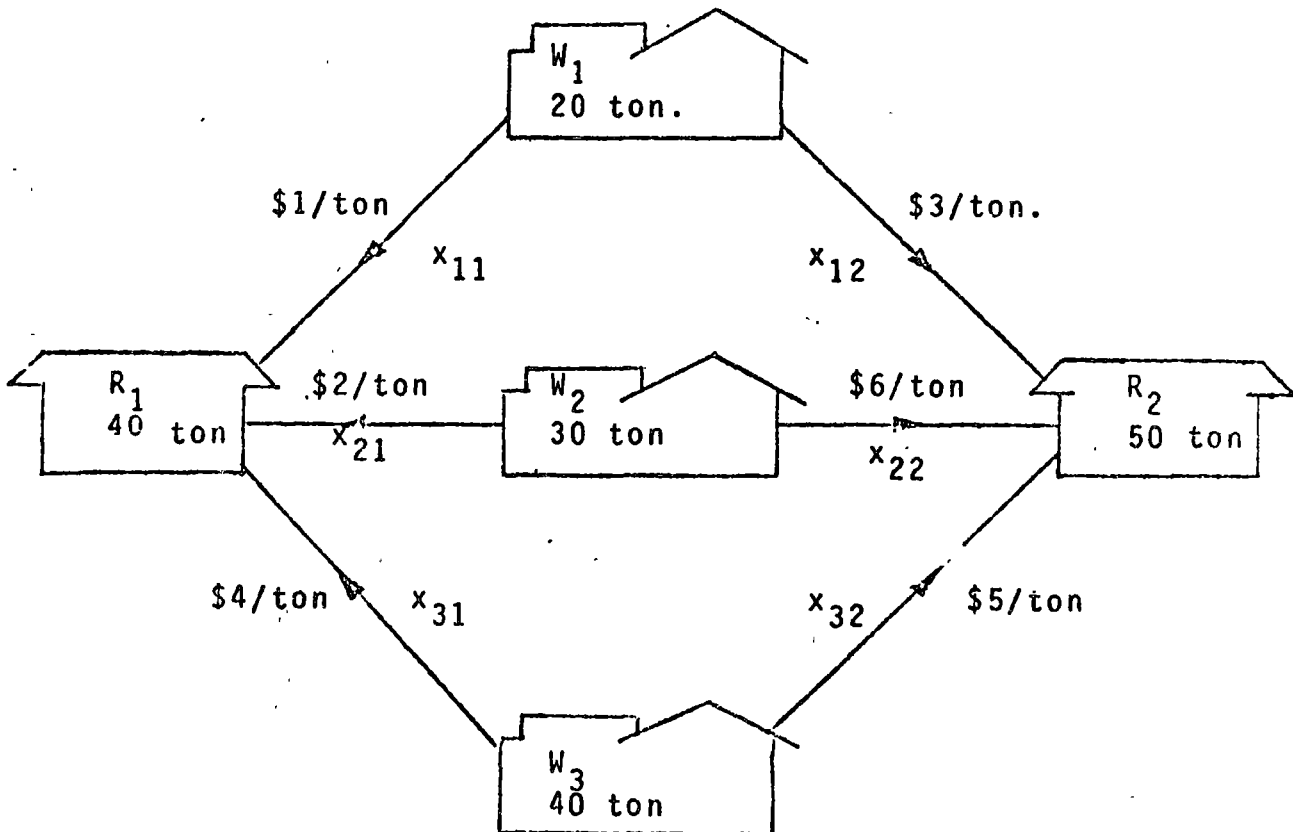 W1
20 ton.
$1/ton
$3/ton.
x11
x12
R1
40 ton
$2/ton
x21
W2
30 ton
$6/ton
x22
R2
50 ton
$4/ton
x31
x32
$5/ton
W3
40 ton